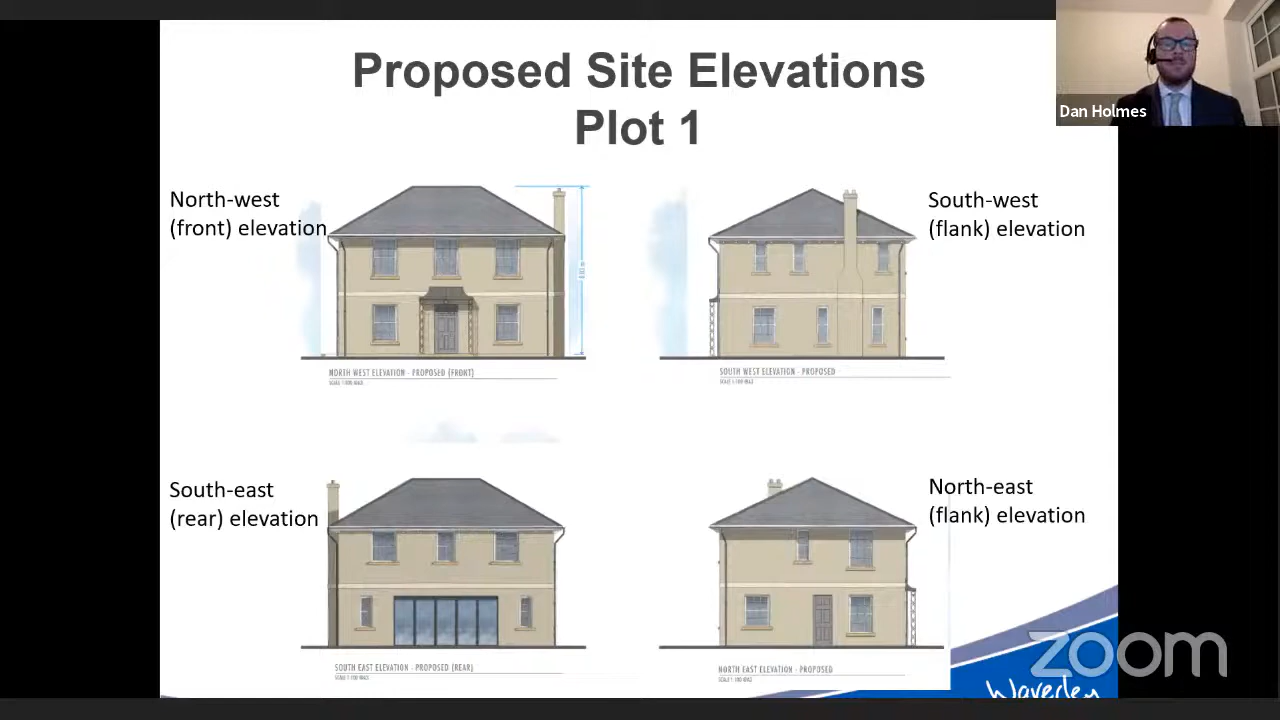 Proposed Site Elevations
Plot 1
Dan Holmes
North-west
(front) elevation
South-west
(flank) elevation
NORTH WEST ELEVATION - PROPOSED (FRONT)
SOUTH WEST ELEVATION - PROPOSED
South-east
(rear) elevation
North-east
(flank) elevation
SOUTH EAST ELEVATION - PROPOSED (REAR)
NORTH EAST ELEVATION - PROPOSED
zoom
Waverley